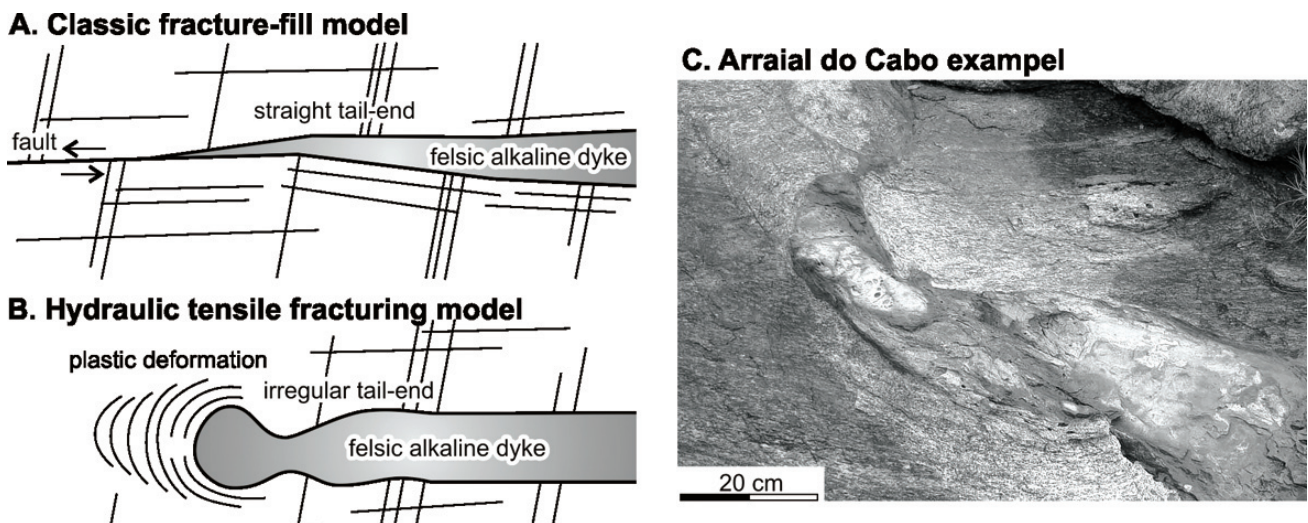 A. Classic fracture-fill model
straight tail-end
fault
felsic alkaline dyke
B. Hydraulic tensile fracturing model
plastic deformation
irregular tail-end
felsic alkaline dyke
C. Arraial do Cabo exampel
20 cm